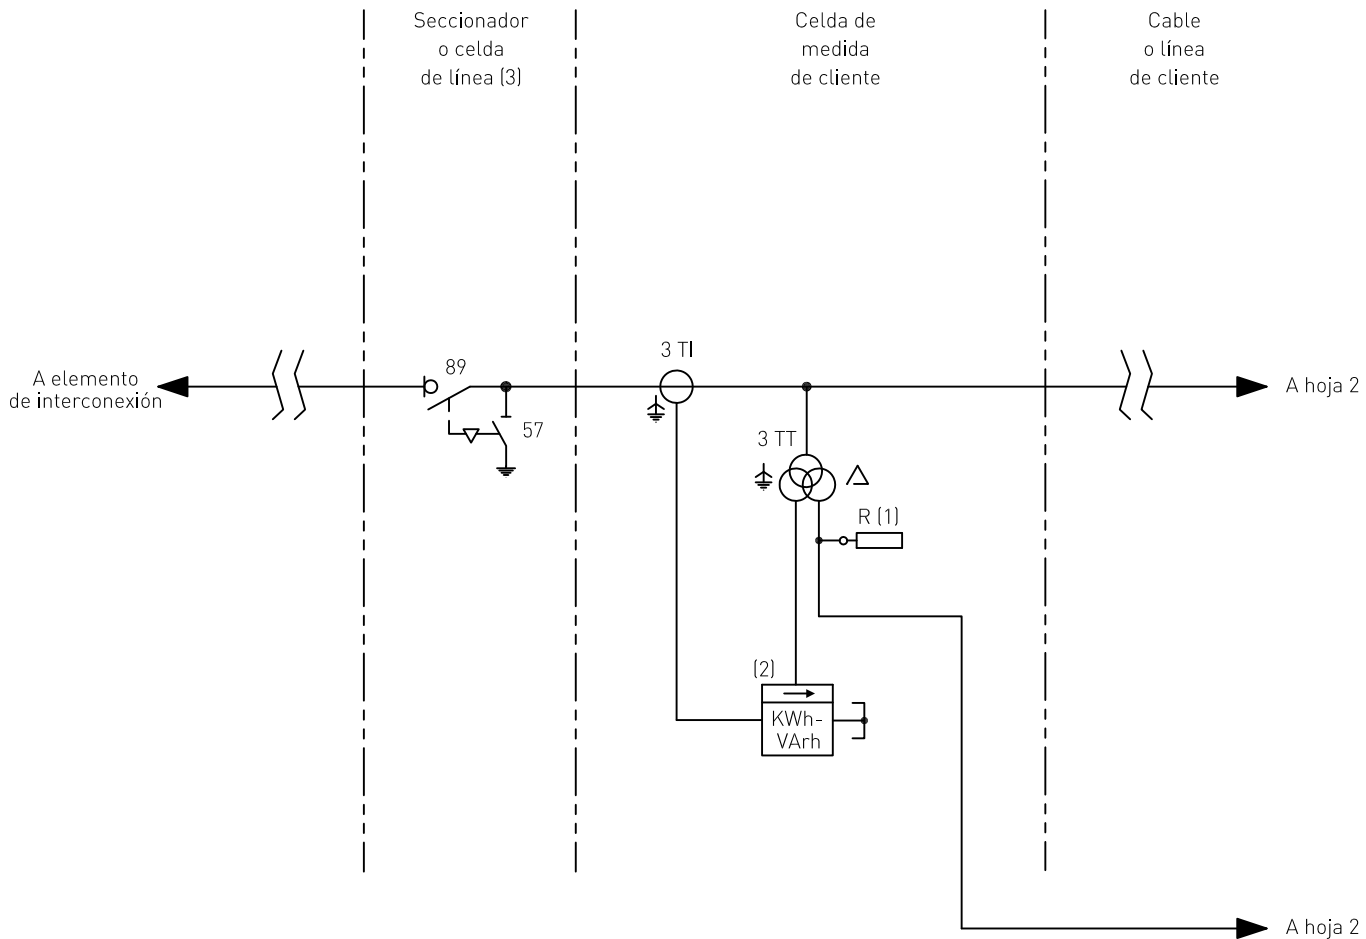 Seccionador
o celda
de línea (3)
Celda de
medida
de cliente
Cable
o línea
de cliente
A elemento
de interconexión
89
57
3 TI
3 TT
R (1)
(2)
KWh-
VArh
A hoja 2
A hoja 2